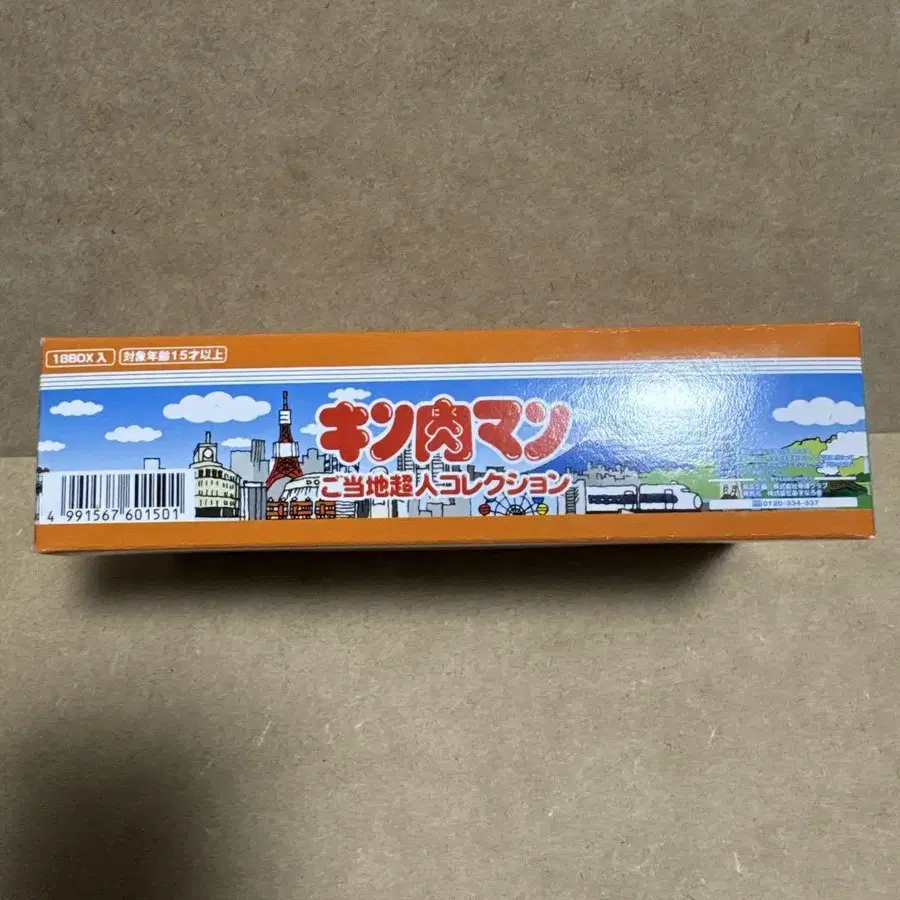 18BOX入 対象年齢15才以上
キン肉マン
ご当地超人コレクション
4 991567 601501
0120-334-337